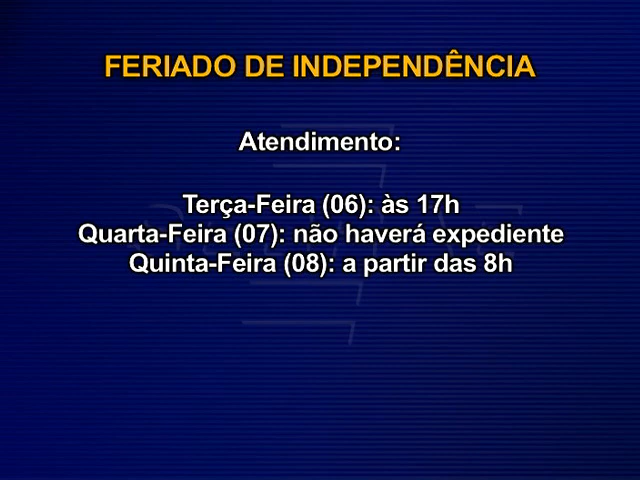 FERIADO DE INDEPENDÊNCIA
Atendimento:
Terça-Feira (06): às 17h
Quarta-Feira (07): não haverá expediente
Quinta-Feira (08): a partir das 8h